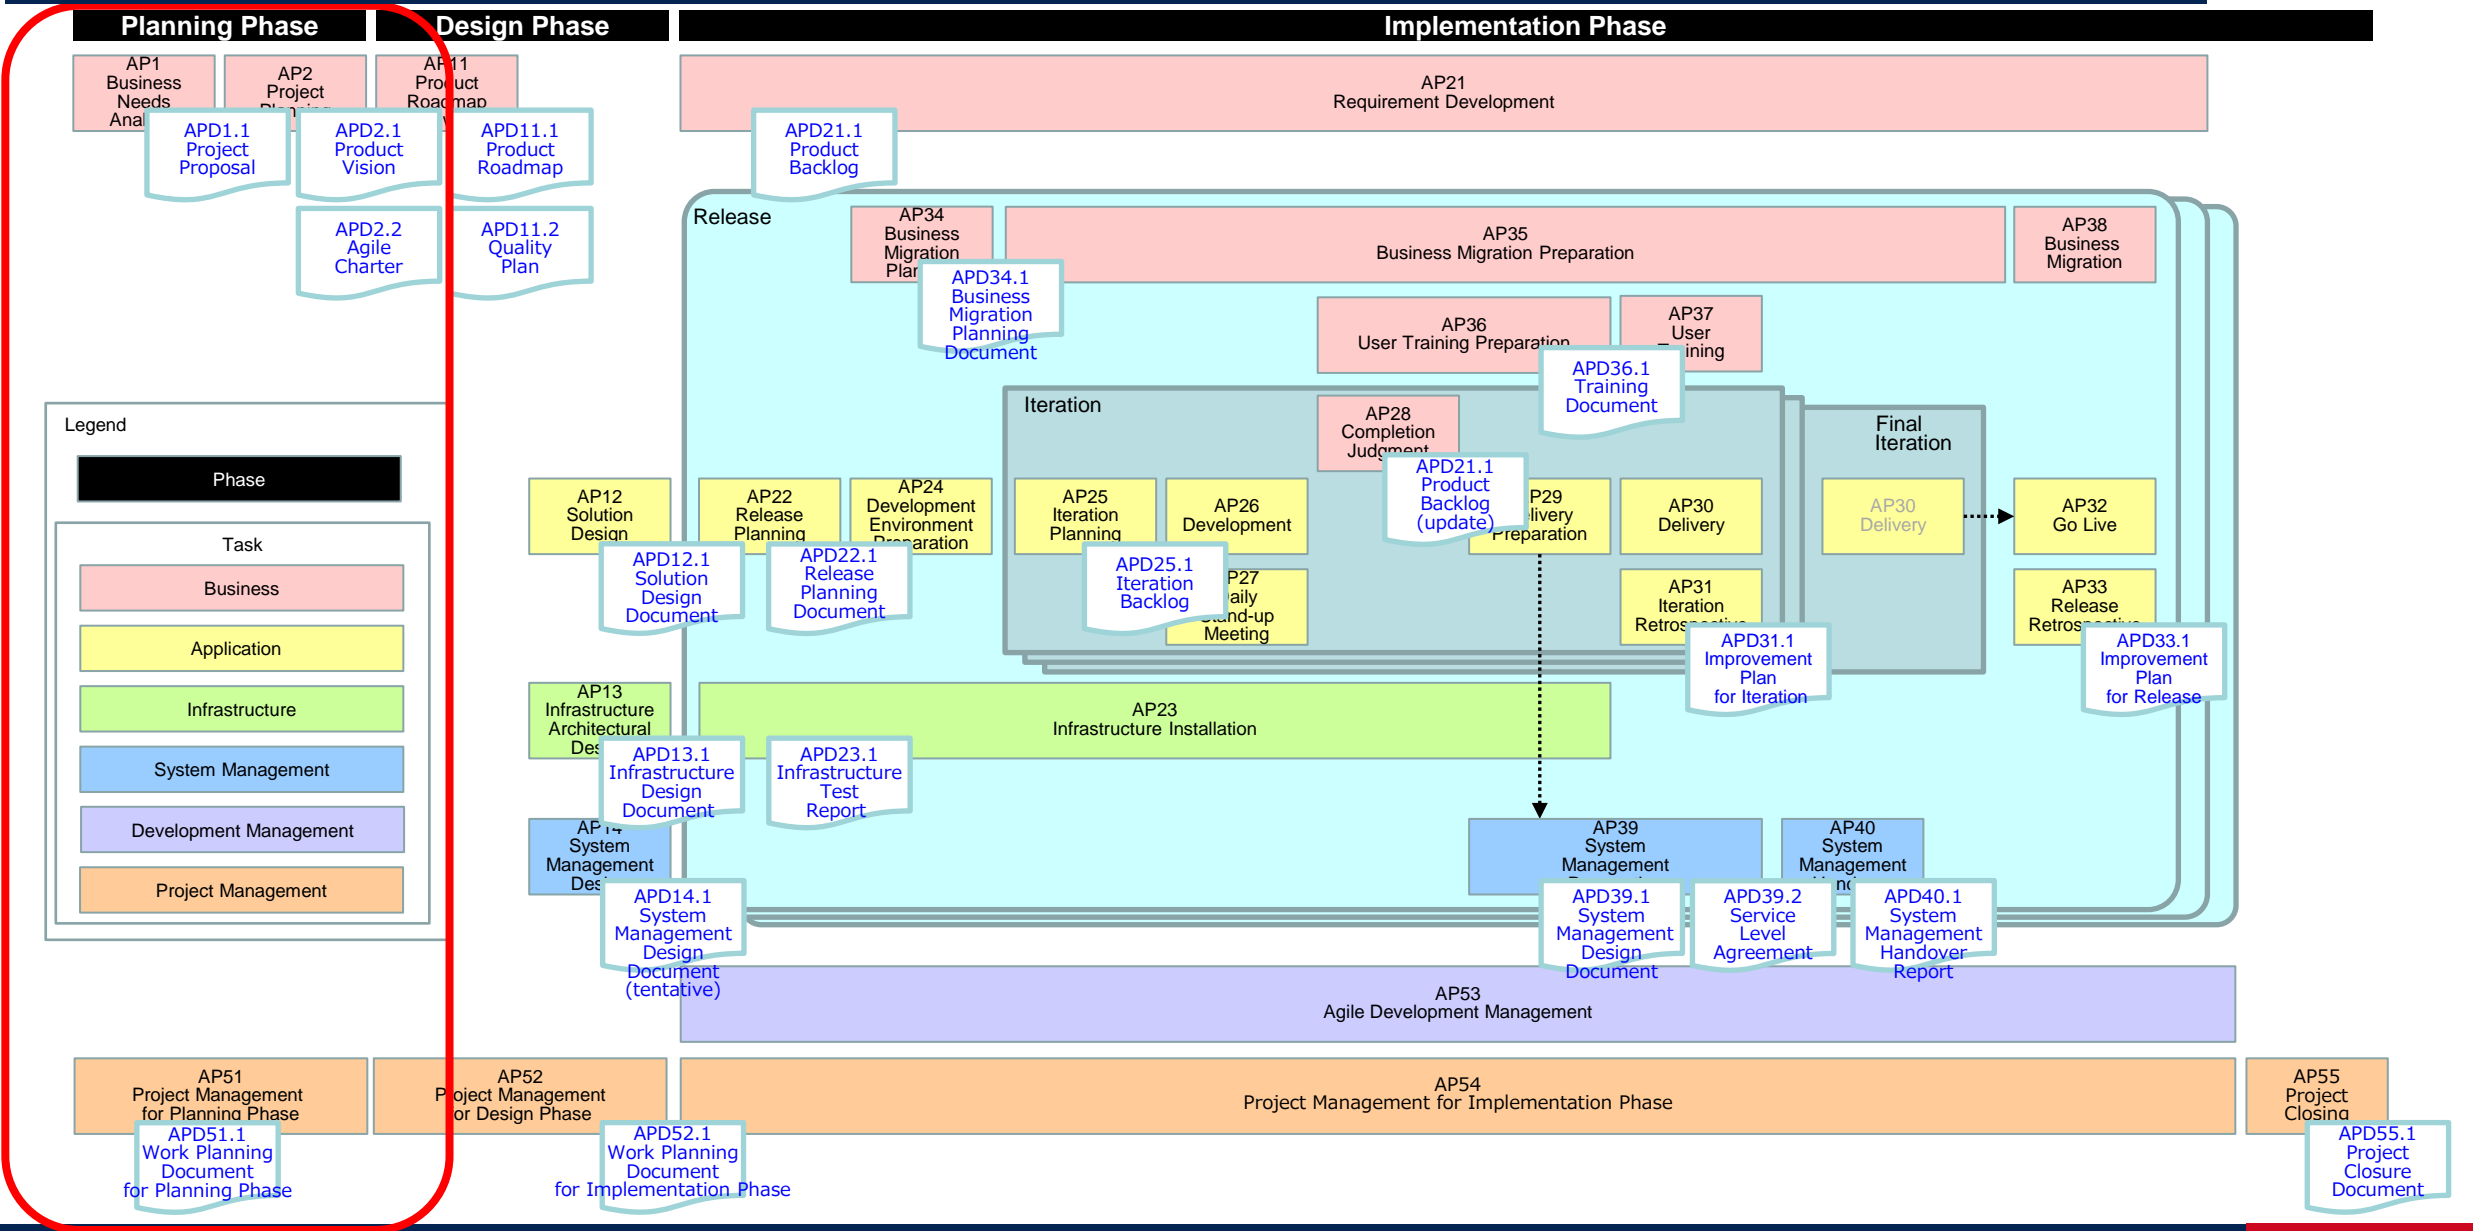 Planning Phase
Design Phase
Implementation Phase
AP1
Business
Needs
AP2
Project
AP11
Product
Roadmap
AP21
Requirement Development
APD1.1
Project
Proposal
APD2.1
Product
Vision
APD11.1
Product
Roadmap
APD21.1
Product
Backlog
APD2.2
Agile
Charter
APD11.2
Quality
Plan
Release
AP34
Business
Migration
AP35
Business Migration Preparation
AP38
Business
Migration
APD34.1
Business
Migration
Planning
Document
AP36
User Training Preparation
AP37
User
APD36.1
Training
Document
Iteration
AP28
Completion
Judgment
Final
Iteration
APD21.1
Product
Backlog
(update)
Legend
Phase
Task
Business
Application
Infrastructure
System Management
Development Management
Project Management
AP12
Solution
Design
AP22
Release
Planning
AP24
Development
Environment
Preparation
AP25
Iteration
Planning
AP26
Development
Preparation
AP30
Delivery
AP30
Delivery
AP32
Go Live
APD12.1
Solution
Design
Document
APD22.1
Release
Planning
Document
APD25.1
Iteration
Backlog
Meeting
AP31
Iteration
Retrospective
AP33
Release
Retrospective
APD31.1
Improvement
Plan
for Iteration
APD33.1
Improvement
Plan
for Release
AP13
Infrastructure
Architectural
AP23
Infrastructure Installation
APD13.1
Infrastructure
Design
Document
APD23.1
Infrastructure
Test
Report
AP14
System
Management
AP39
System
Management
AP40
System
Management
APD14.1
System
Management
Design
Document
(tentative)
APD39.1
System
Management
Design
Document
APD39.2
Service
Level
Agreement
APD40.1
System
Management
Handover
Report
AP53
Agile Development Management
AP51
Project Management
for Planning Phase
AP52
Project Management
for Design Phase
AP54
Project Management for Implementation Phase
AP55
Project
Closing
APD51.1
Work Planning
Document
for Planning Phase
APD52.1
Work Planning
Document
for Implementation Phase
APD55.1
Project
Closure
Document